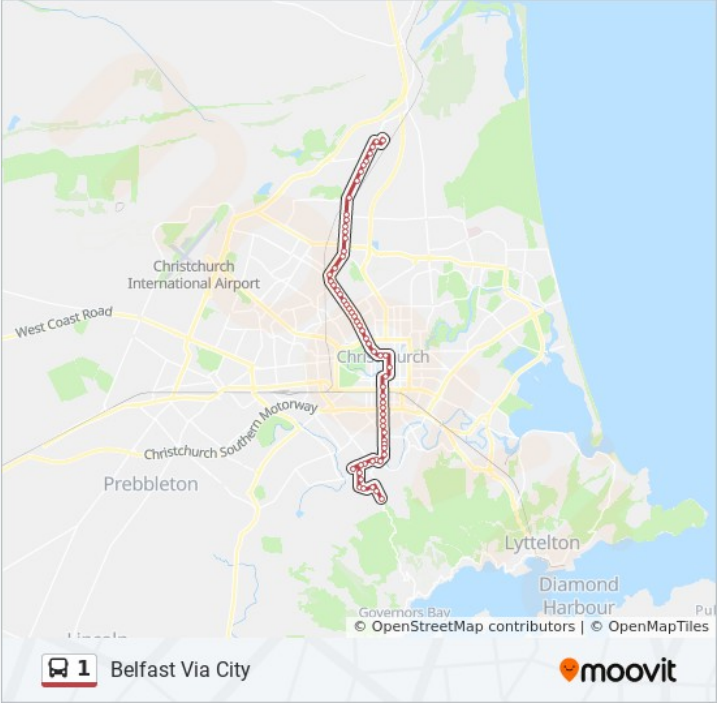 Christchurch
International Airport
West Coast Road
Christchurch
Christchurch Southern Motorway
Prebbleton
Lyttelton
Diamond
Harbour
Governors Bay
© OpenStreetMap contributors | © OpenMapTiles
1 Belfast Via City
moovit